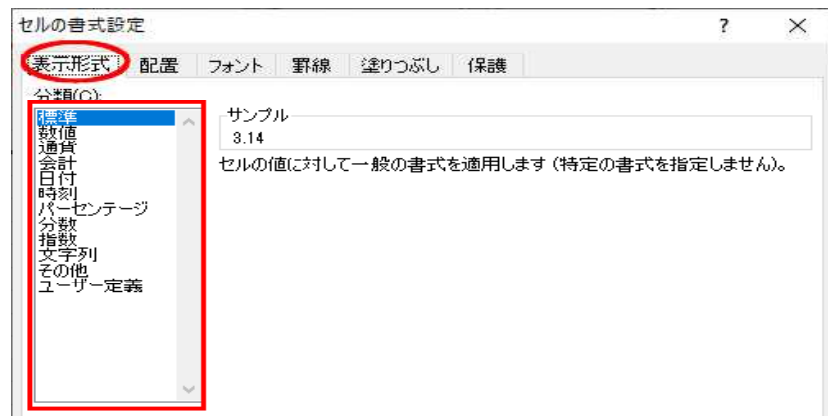 セルの書式設定 ? ×
表示形式 配置 フォント 罫線 塗りつぶし 保護
分類(C):
標準
数値
通貨
会計
日付
時刻
パーセンテージ
分数
指数
文字列
その他
ユーザー定義
サンプル
3.14
セルの値に対して一般の書式を適用します (特定の書式を指定しません)。